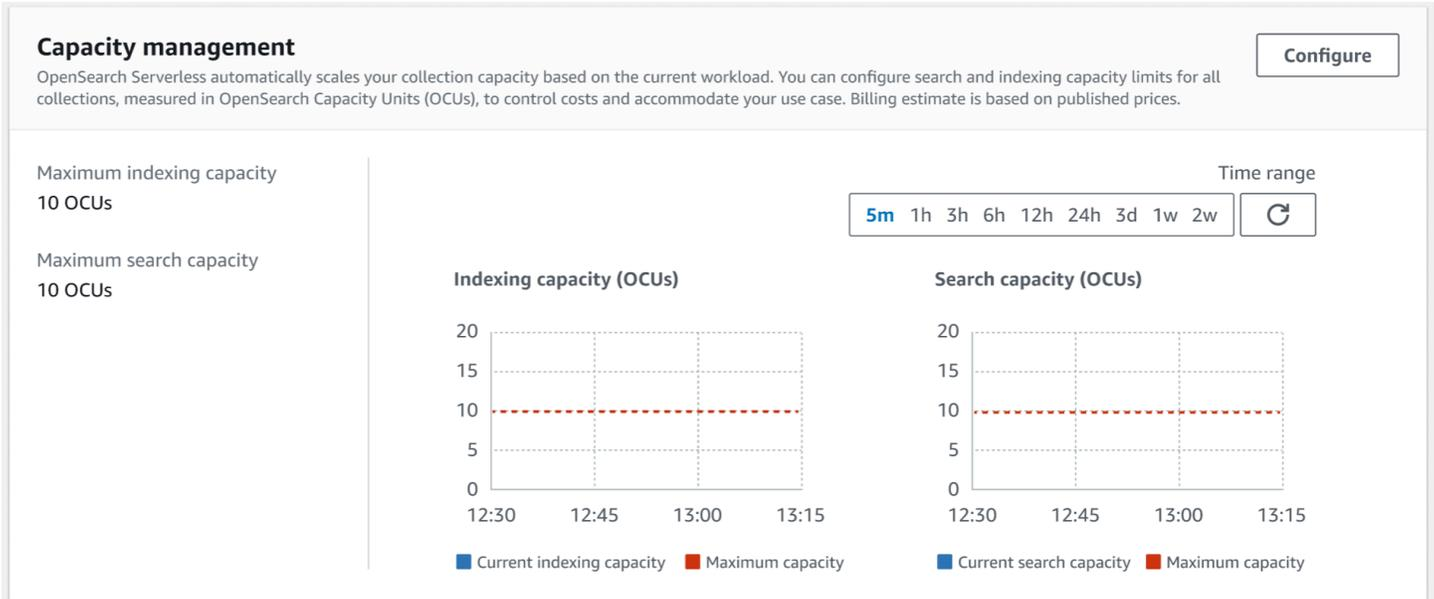 Capacity management
Configure
OpenSearch Serverless automatically scales your collection capacity based on the current workload. You can configure search and indexing capacity limits for all
collections, measured in OpenSearch Capacity Units (OCUs), to control costs and accommodate your use case. Billing estimate is based on published prices.
Maximum indexing capacity
10 OCUs
Maximum search capacity
10 OCUs
Time range
5m 1h 3h 6h 12h 24h 3d 1w 2w
Indexing capacity (OCUs)
20
15
10
5
0
12:30 12:45 13:00 13:15
Current indexing capacity Maximum capacity
Search capacity (OCUs)
20
15
10
5
0
12:30 12:45 13:00 13:15
Current search capacity Maximum capacity